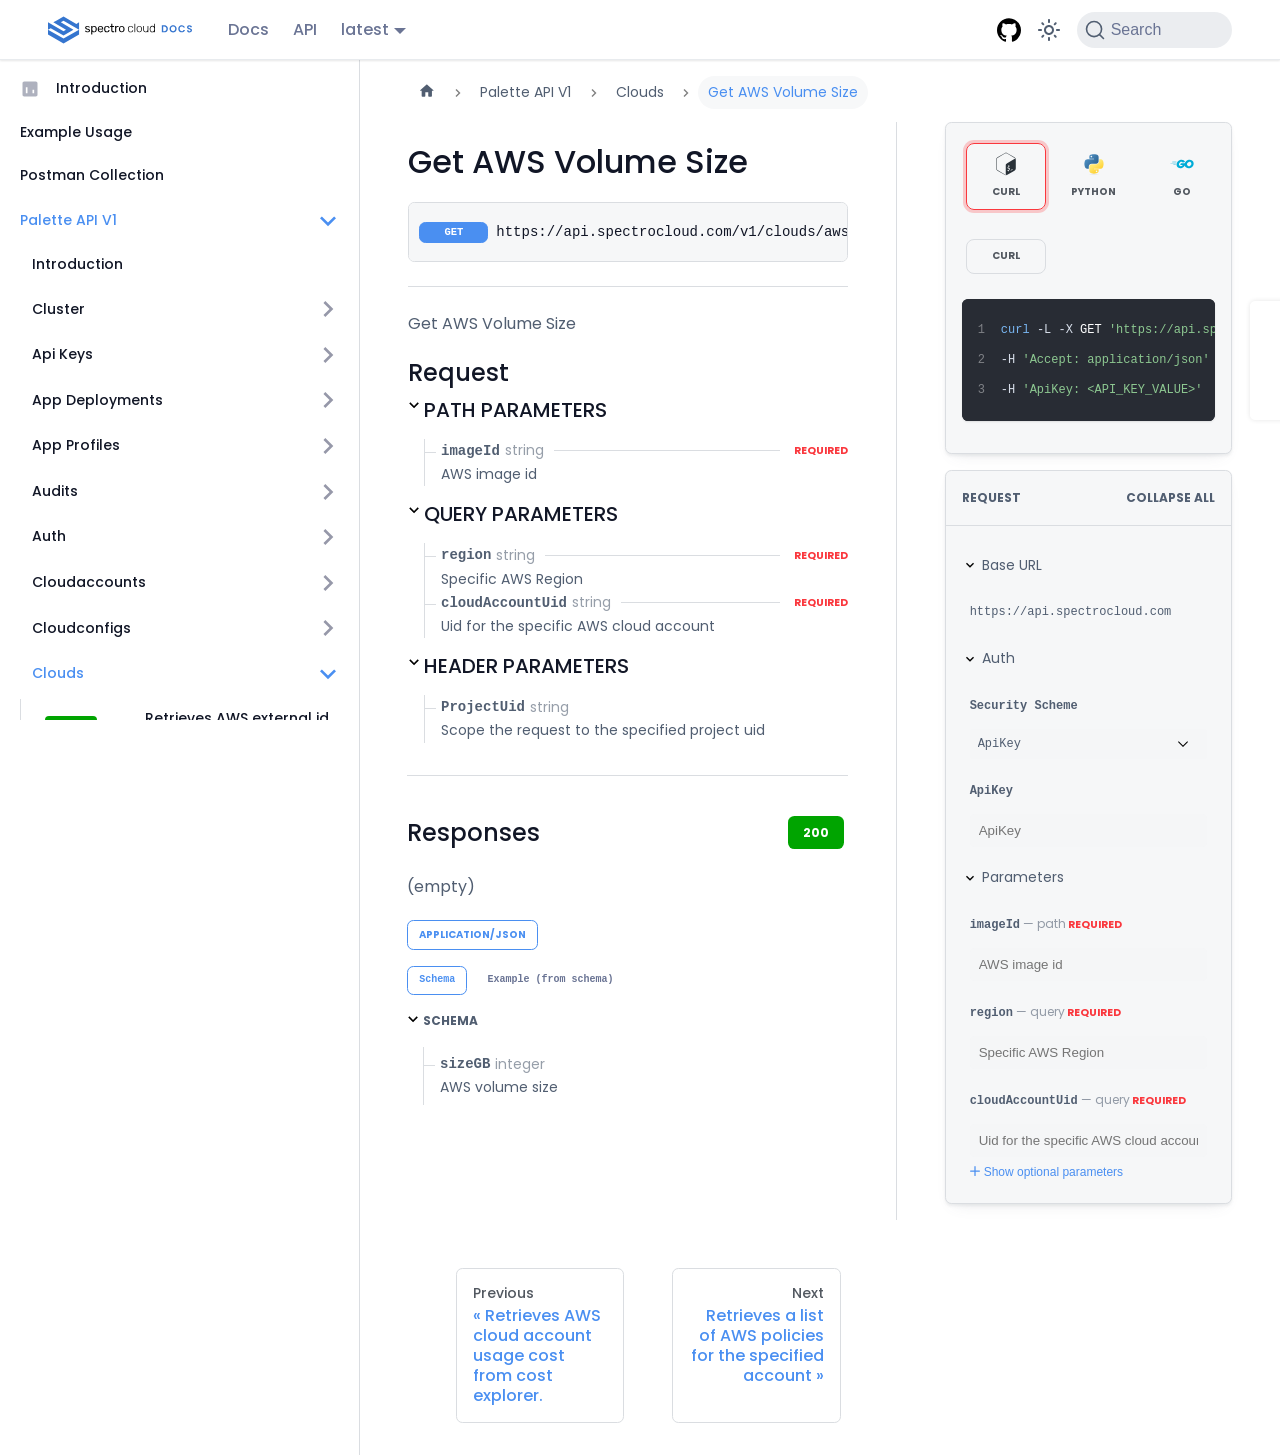 spectro cloud DOCS
Docs
API
latest
Search
Introduction
Example Usage
Postman Collection
Palette API V1
Introduction
Cluster
Api Keys
App Deployments
App Profiles
Audits
Auth
Cloudaccounts
Cloudconfigs
Clouds
Retrieves AWS external id
Palette API V1
Clouds
Get AWS Volume Size
Get AWS Volume Size
GET https://api.spectrocloud.com/v1/clouds/aws
Get AWS Volume Size
Request
PATH PARAMETERS
imageId string REQUIRED
AWS image id
QUERY PARAMETERS
region string REQUIRED
Specific AWS Region
cloudAccountUid string REQUIRED
Uid for the specific AWS cloud account
HEADER PARAMETERS
ProjectUid string
Scope the request to the specified project uid
Responses
200
(empty)
APPLICATION/JSON
Schema
Example (from schema)
SCHEMA
sizeGB integer
AWS volume size
CURL
PYTHON
GO
CURL
1 curl -L -X GET 'https://api.sp
2 -H 'Accept: application/json'
3 -H 'ApiKey: <API_KEY_VALUE>'
REQUEST
COLLAPSE ALL
Base URL
https://api.spectrocloud.com
Auth
Security Scheme
ApiKey
ApiKey
ApiKey
Parameters
imageId — path REQUIRED
AWS image id
region — query REQUIRED
Specific AWS Region
cloudAccountUid — query REQUIRED
Uid for the specific AWS cloud accour
Show optional parameters
Previous
« Retrieves AWS
cloud account
usage cost
from cost
explorer.
Next
Retrieves a list
of AWS policies
for the specified
account »